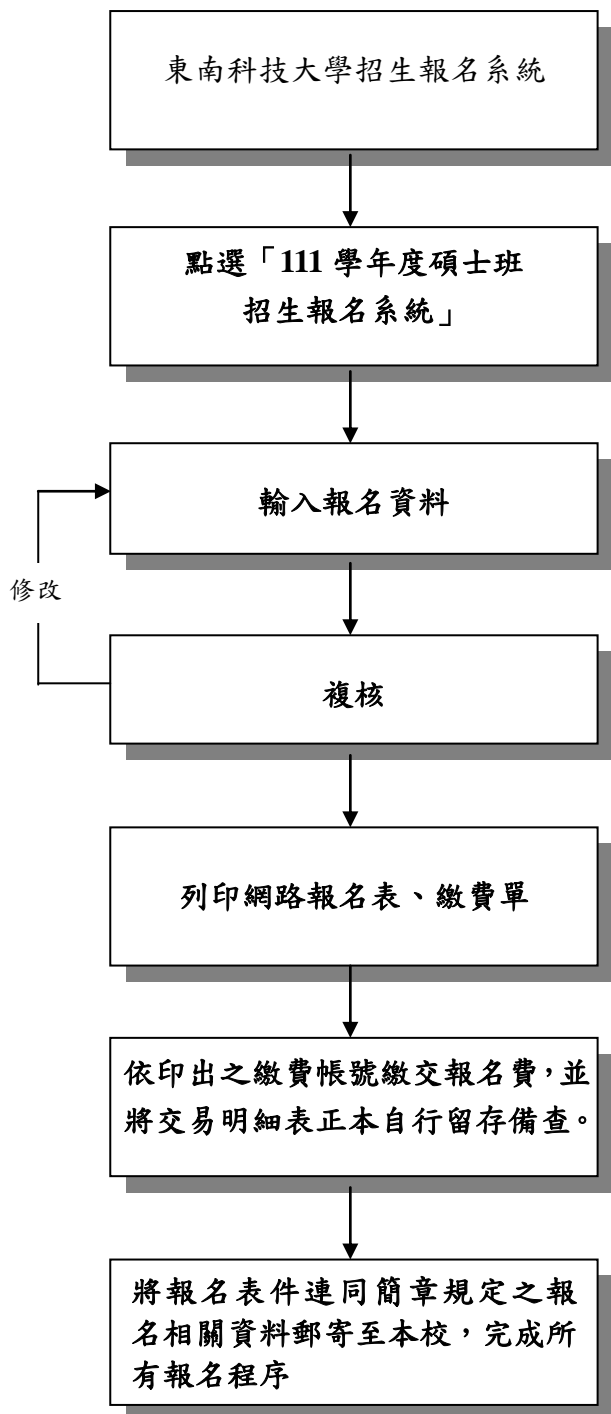 東南科技大學招生報名系統
點選「111 學年度碩士班
招生報名系統」
輸入報名資料
修改
複核
列印網路報名表、繳費單
依印出之繳費帳號繳交報名費,並
將交易明細表正本自行留存備查。
將報名表件連同簡章規定之報
名相關資料郵寄至本校,完成所
有報名程序